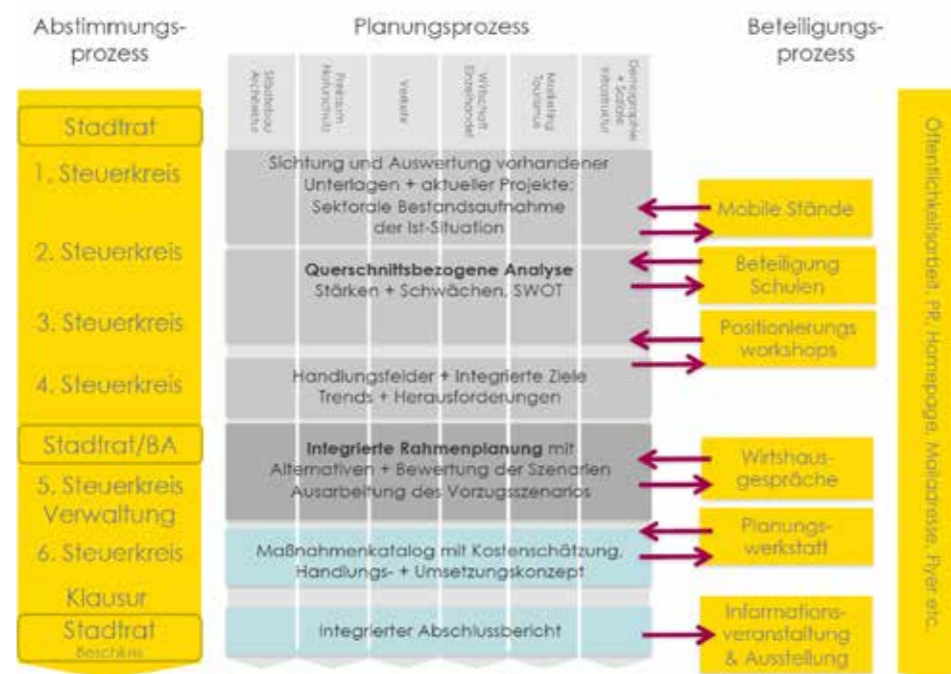 Abstimmungs-
prozess
Planungsprozess
Beteiligungs-
prozess
Städtebau
Architektur
Freiraum
Naturschutz
Verkehr
Wirtschaft
Einzelhandel
Marketing
Tourismus
Demographie
+ Soziale
Infrastruktur
Stadtrat
1. Steuerkreis
2. Steuerkreis
3. Steuerkreis
4. Steuerkreis
Stadtrat/BA
5. Steuerkreis
Verwaltung
6. Steuerkreis
Klausur
Stadtrat
Beschluss
Sichtung und Auswertung vorhandener
Unterlagen + aktueller Projekte:
Sektorale Bestandsaufnahme
der Ist-Situation
Querschnittsbezogene Analyse
Stärken + Schwächen, SWOT
Handlungsfelder + Integrierte Ziele
Trends + Herausforderungen
Integrierte Rahmenplanung mit
Alternativen + Bewertung der Szenarien
Ausarbeitung des Vorzugsszenarios
Maßnahmenkatalog mit Kostenschätzung,
Handlungs- + Umsetzungskonzept
Integrierter Abschlussbericht
Mobile Stände
Beteiligung
Schulen
Positionierungs
workshops
Wirtshaus-
gespräche
Planungs-
werkstatt
Informations-
veranstaltung
& Ausstellung
Öffentlichkeitsarbeit, PR, Homepage, Mailadresse, Flyer etc.